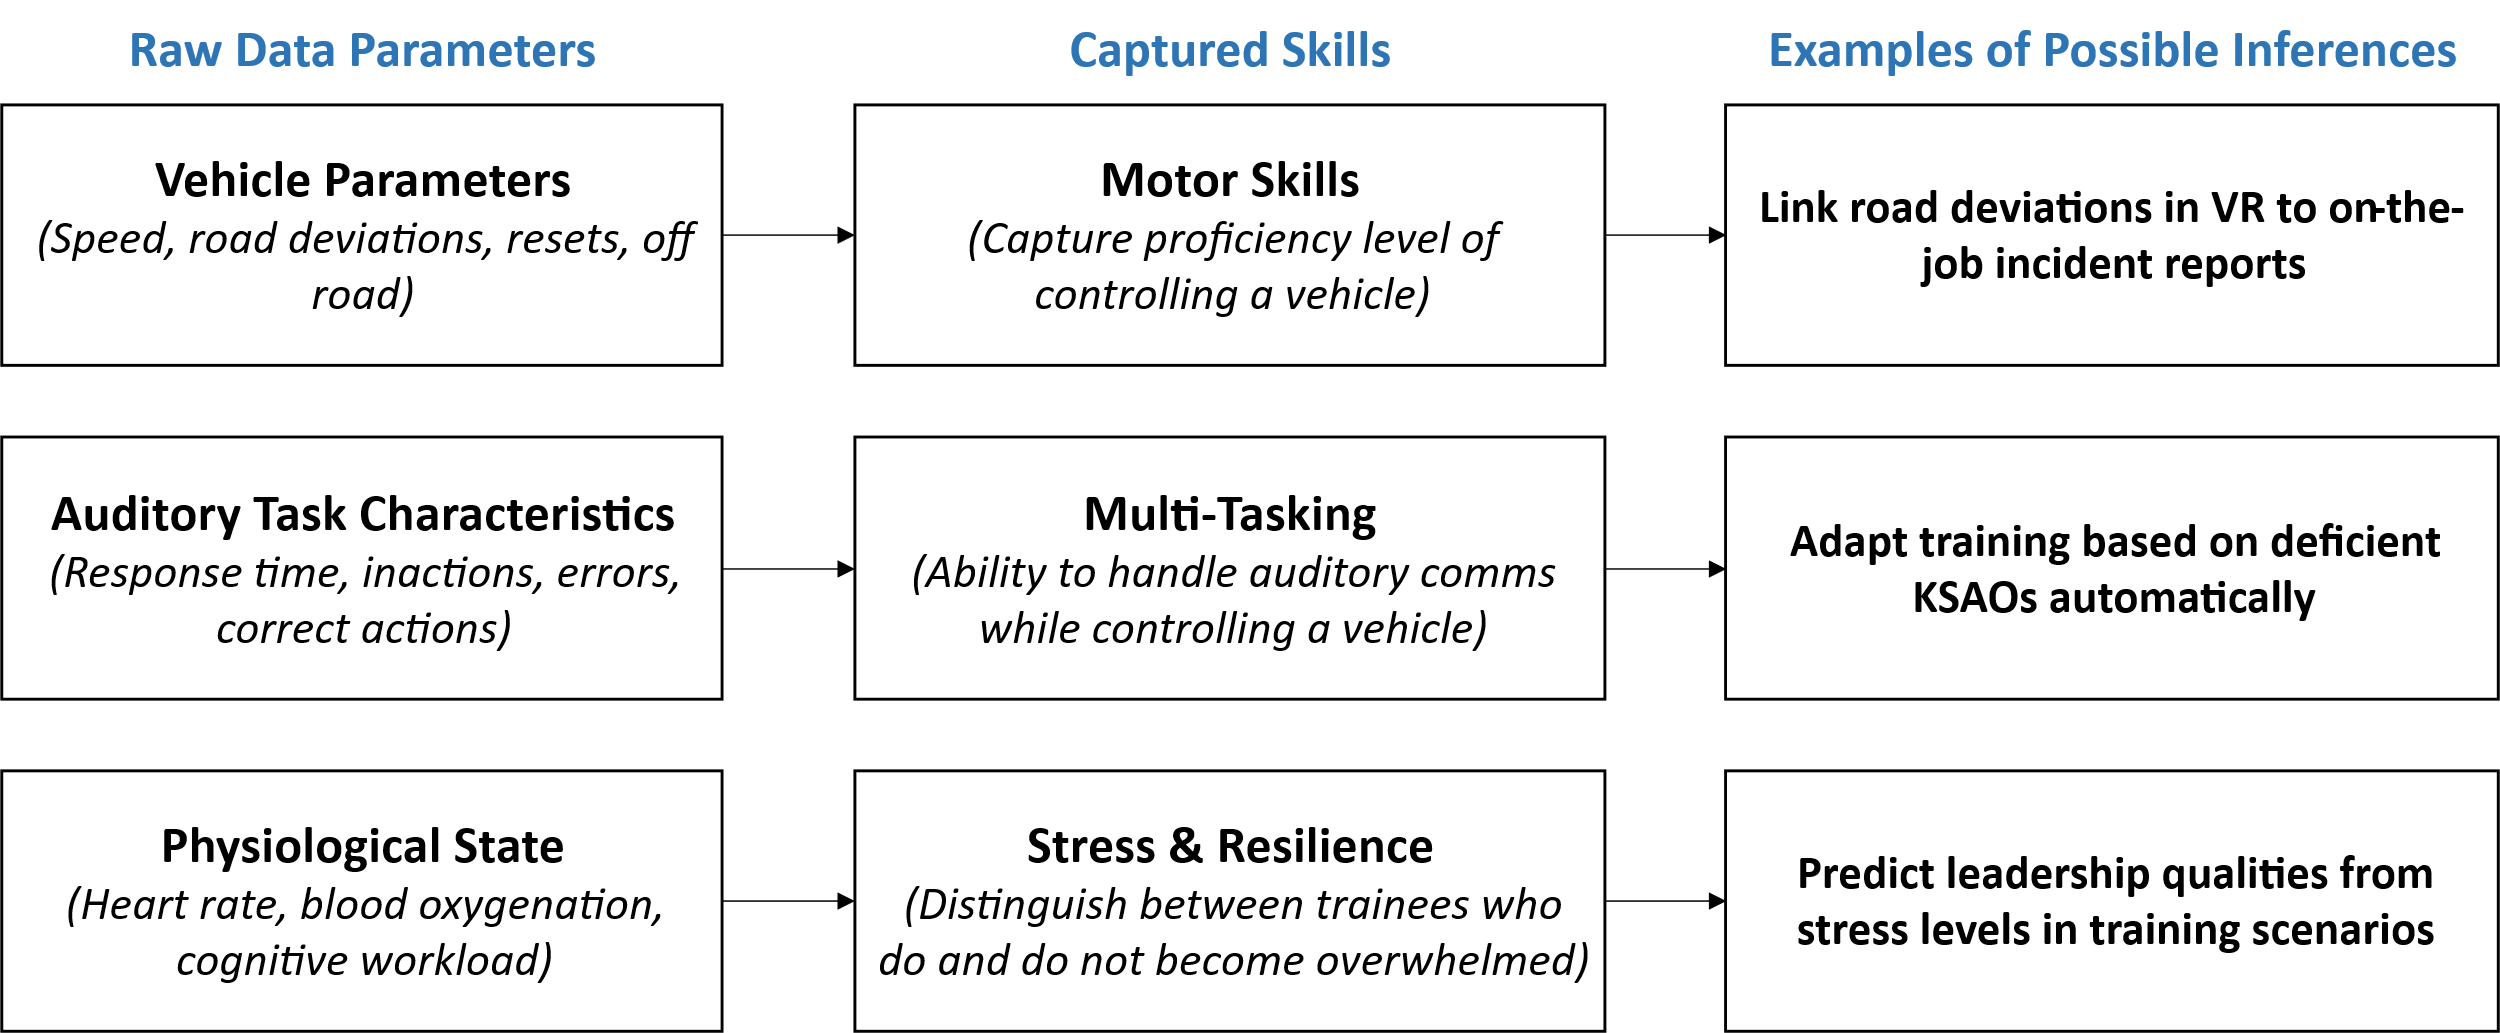 Raw Data Parameters
Captured Skills
Examples of Possible Inferences
Vehicle Parameters
(Speed, road deviations, resets, off
road)
Motor Skills
(Capture proficiency level of
controlling a vehicle)
Link road deviations in VR to on-the-
job incident reports
Auditory Task Characteristics
(Response time, inactions, errors,
correct actions)
Multi-Tasking
(Ability to handle auditory comms
while controlling a vehicle)
Adapt training based on deficient
KSAOs automatically
Physiological State
(Heart rate, blood oxygenation,
cognitive workload)
Stress & Resilience
(Distinguish between trainees who
do and do not become overwhelmed)
Predict leadership qualities from
stress levels in training scenarios